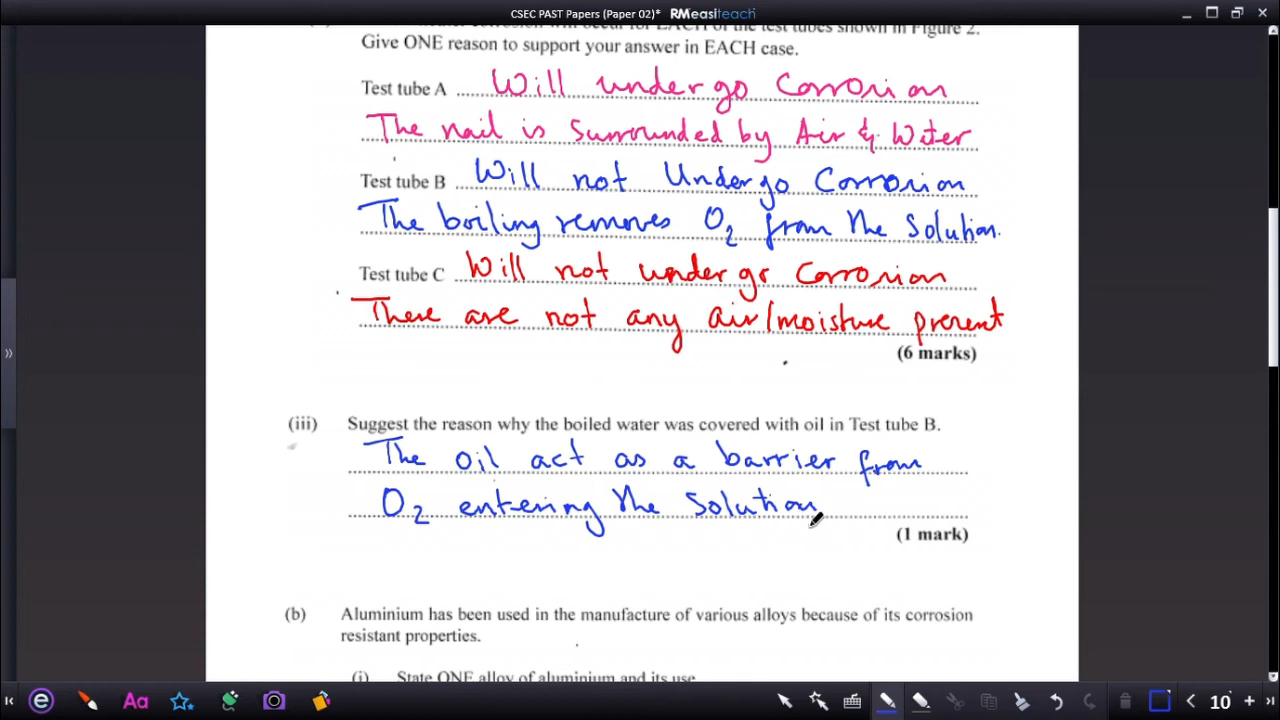 CSEC PAST Papers (Paper 02)* RMeasiteach
Give ONE reason to support your answer in EACH case.
Test tube A Will undergo Corrosion
The nail is surrounded by Air & Water
Test tube B Will not Undergo Corrosion
The boiling removes O2 from the solution.
Test tube C Will not undergo corrosion
There are not any air/moisture present
(6 marks)
(iii) Suggest the reason why the boiled water was covered with oil in Test tube B.
The oil act as a barrier from
O2 entering the solution
(1 mark)
(b) Aluminium has been used in the manufacture of various alloys because of its corrosion
resistant properties.
(i) State ONE alloy of aluminium and its use
Aa
10